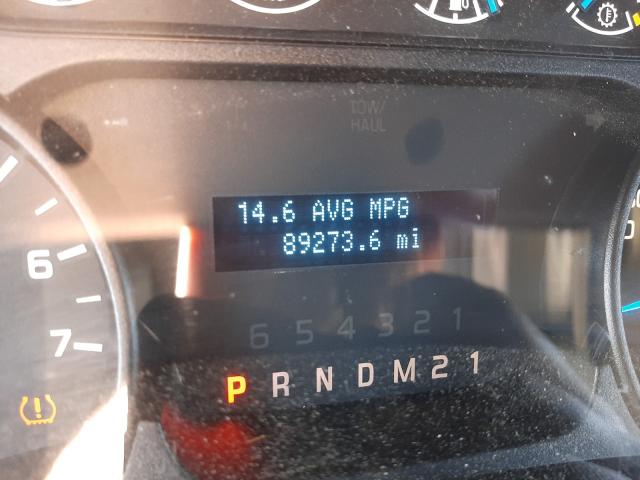 TOW/
HAUL
14.6 AVG MPG
89273.6 mi
6
7
6 5 4 3 2 1
P R N D M 2 1